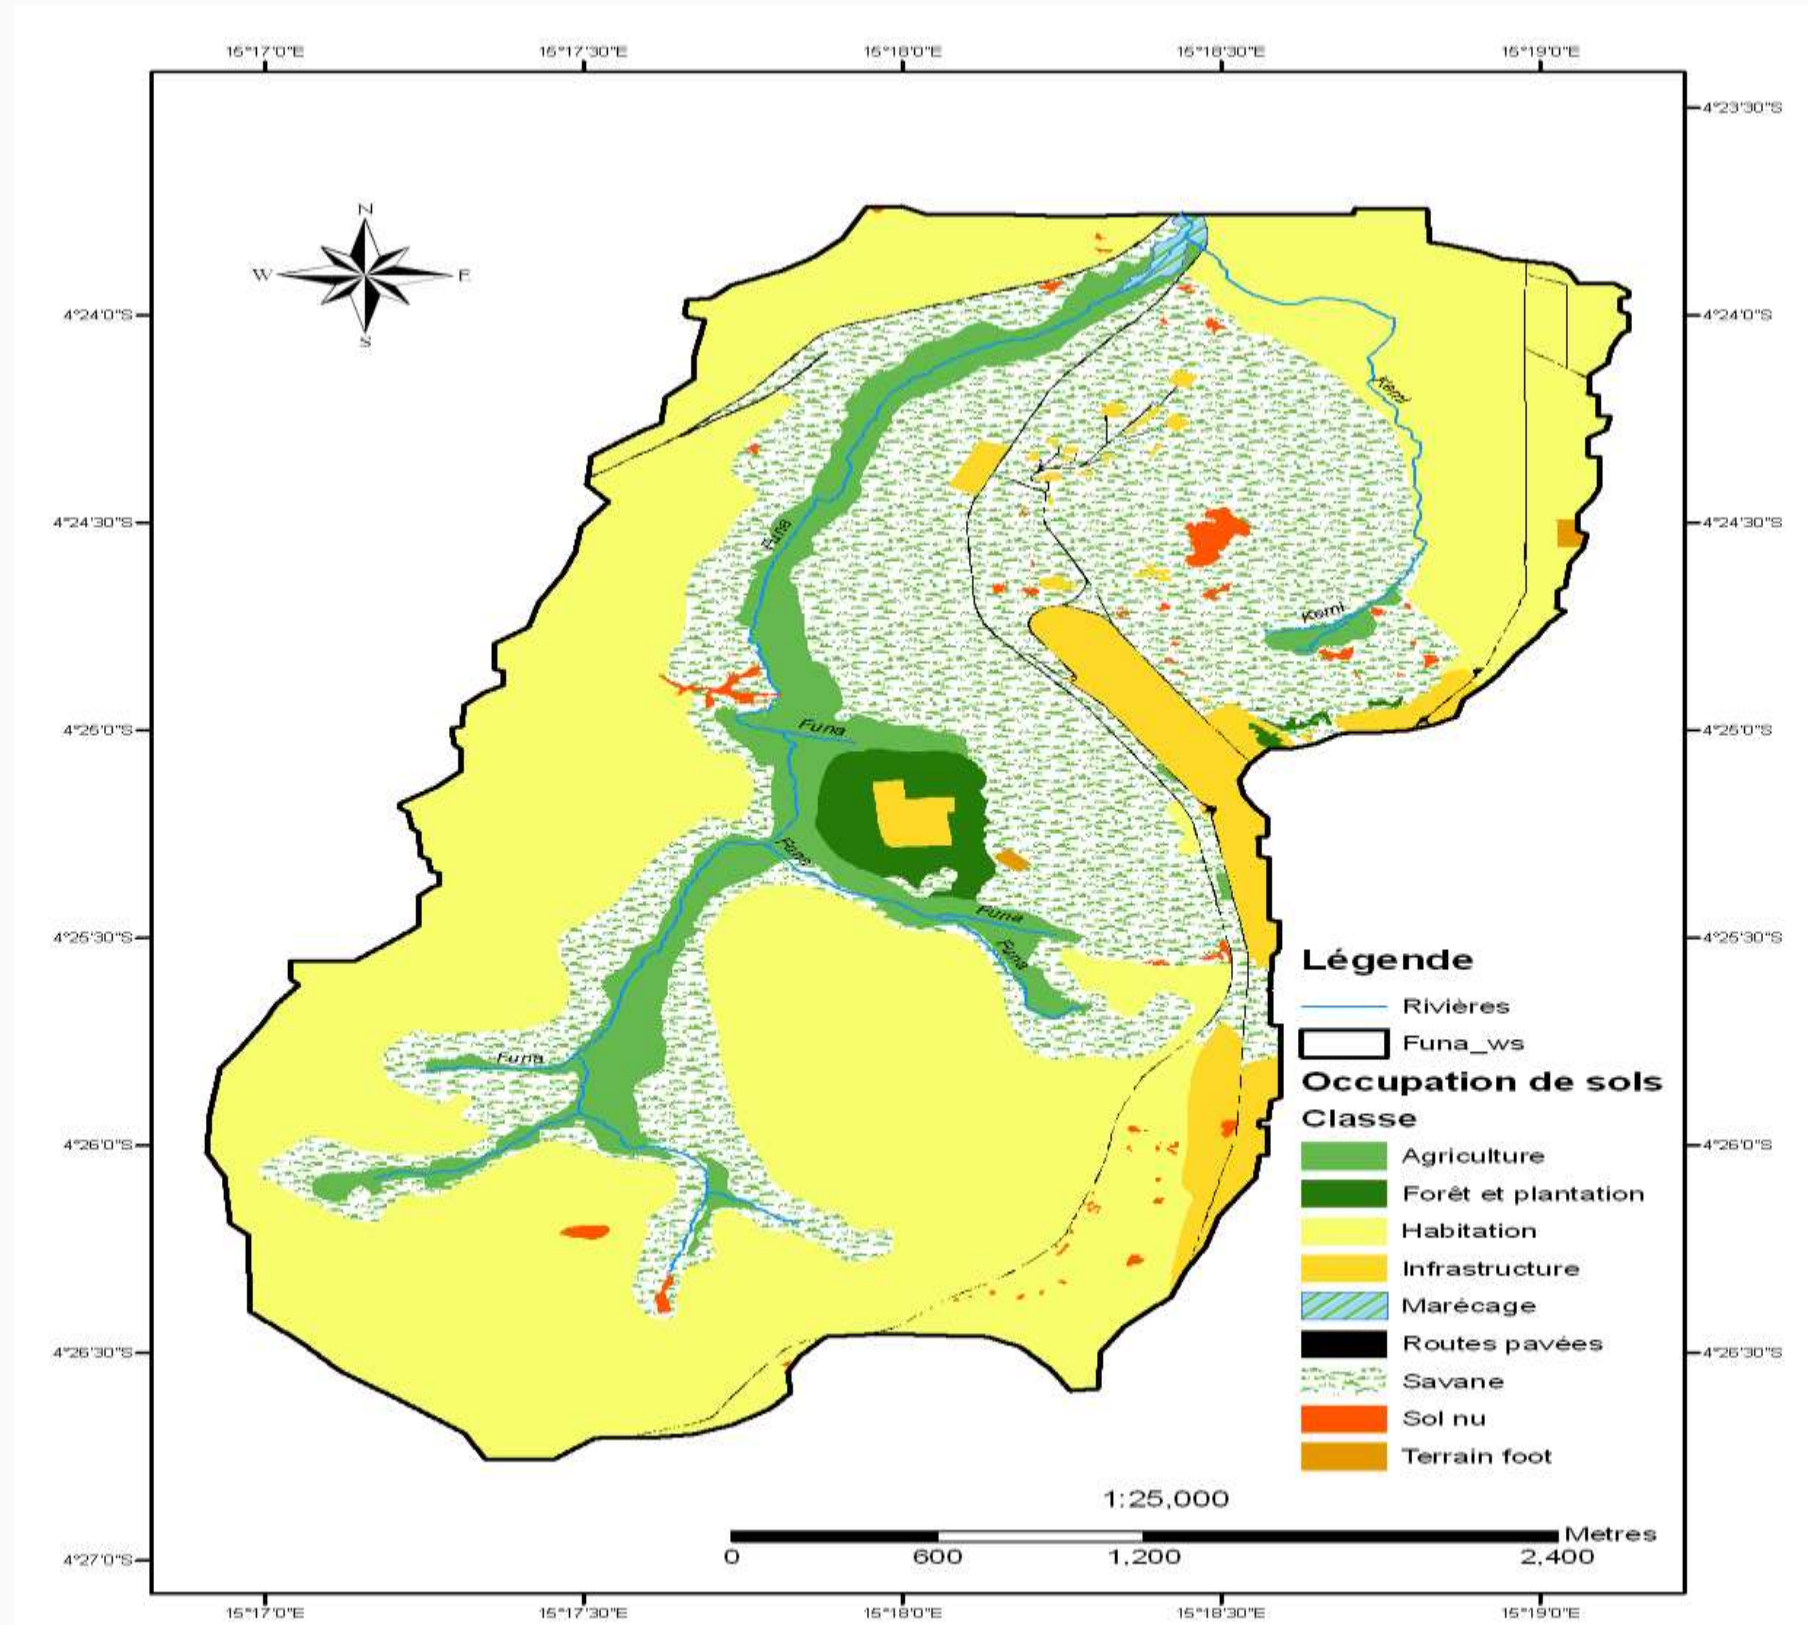 15°17'0"E 15°17'30"E 15°18'0"E 15°18'30"E 15°19'0"E
4°23'30"S
N
W E
S
4°24'0"S 4°24'0"S
Kemi
4°24'30"S 4°24'30"S
Funa
Kemi
4°25'0"S 4°25'0"S
Funa
Funa
Funa
4°25'30"S 4°25'30"S
Funa
Légende
Rivières
Funa_ws
Funa
Occupation de sols
Classe
4°26'0"S 4°26'0"S
Agriculture
Forêt et plantation
Habitation
Infrastructure
Marécage
Routes pavées
4°26'30"S 4°26'30"S
Savane
Sol nu
Terrain foot
1:25,000
Metres
0 600 1,200 2,400
4°27'0"S
15°17'0"E 15°17'30"E 15°18'0"E 15°18'30"E 15°19'0"E